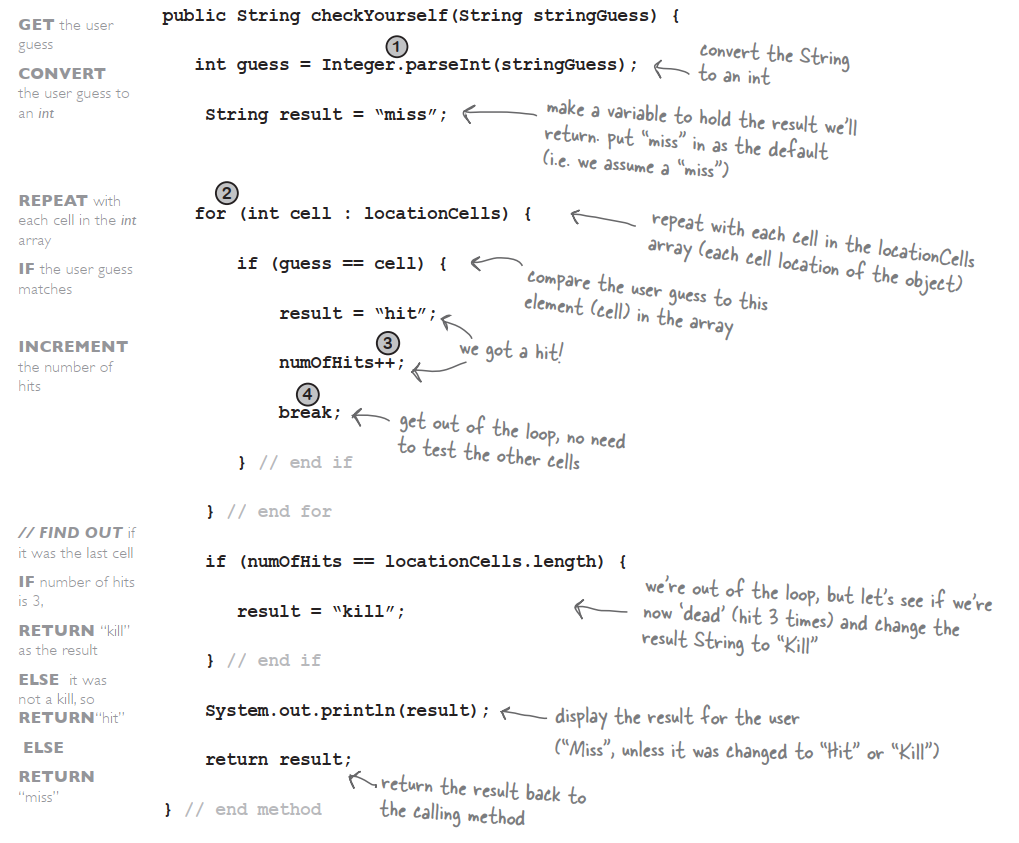 public String checkYourself(String stringGuess) {
GET the user
guess
1
int guess = Integer.parseInt(stringGuess);
convert the String
to an int
CONVERT
the user guess to
an int
String result = “miss”;
make a variable to hold the result we’ll
return. put “miss” in as the default
(i.e. we assume a “miss”)
REPEAT with
each cell in the int
array
2
for (int cell : locationCells) {
repeat with each cell in the locationCells
array (each cell location of the object)
IF the user guess
matches
if (guess == cell) {
compare the user guess to this
element (cell) in the array
result = “hit”;
we got a hit!
INCREMENT
the number of
hits
3
numOfHits++;
4
break;
get out of the loop, no need
to test the other cells
} // end if
} // end for
// FIND OUT if
it was the last cell
if (numOfHits == locationCells.length) {
IF number of hits
is 3,
we’re out of the loop, but let’s see if we’re
now ‘dead’ (hit 3 times) and change the
result String to “Kill”
result = “kill”;
RETURN “kill”
as the result
} // end if
ELSE it was
not a kill, so
RETURN“hit”
System.out.println(result);
display the result for the user
(“Miss”, unless it was changed to “Hit” or “Kill”)
ELSE
return result;
return the result back to
the calling method
RETURN
“miss”
} // end method